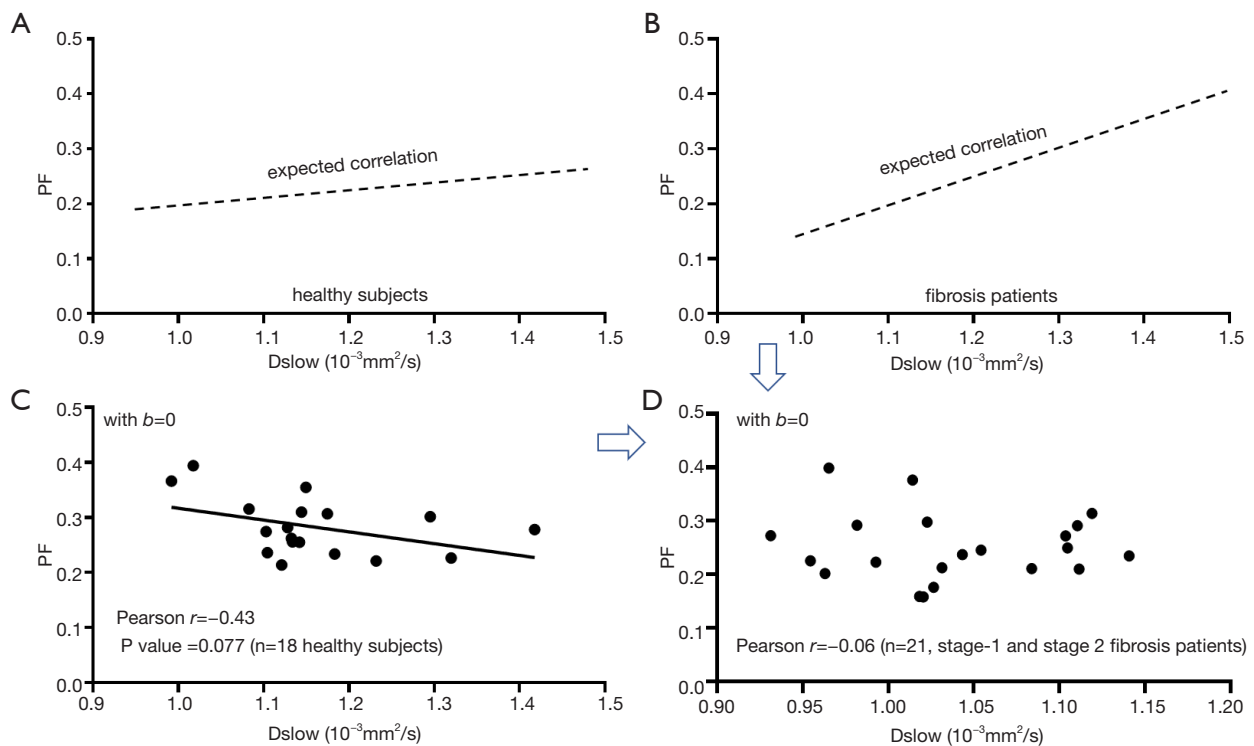 A
0.5
0.4
0.3
0.2
0.1
0.0
PF
expected correlation
healthy subjects
0.9 1.0 1.1 1.2 1.3 1.4 1.5
Dslow (10⁻³mm²/s)
B
0.5
0.4
0.3
0.2
0.1
0.0
PF
expected correlation
fibrosis patients
0.9 1.0 1.1 1.2 1.3 1.4 1.5
Dslow (10⁻³mm²/s)
C
0.5
0.4
0.3
0.2
0.1
0.0
PF
with b=0
Pearson r=−0.43
P value =0.077 (n=18 healthy subjects)
0.9 1.0 1.1 1.2 1.3 1.4 1.5
Dslow (10⁻³mm²/s)
D
0.5
0.4
0.3
0.2
0.1
0.0
PF
with b=0
Pearson r=−0.06 (n=21, stage-1 and stage 2 fibrosis patients)
0.90 0.95 1.00 1.05 1.10 1.15 1.20
Dslow (10⁻³mm²/s)